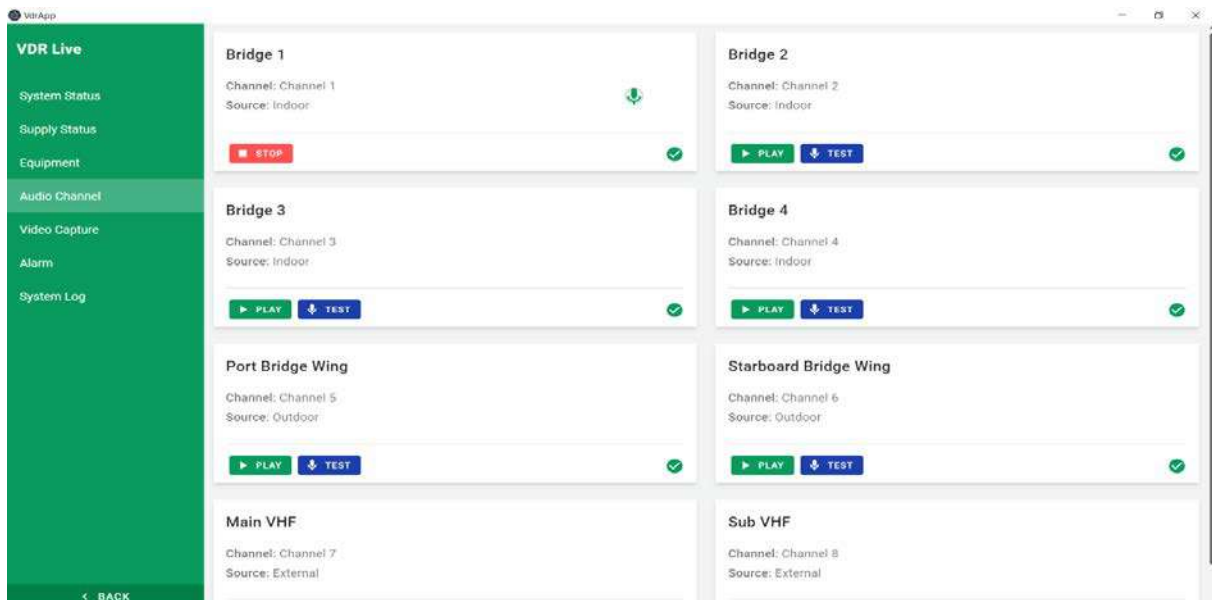 VdrApp
VDR Live
System Status
Supply Status
Equipment
Audio Channel
Video Capture
Alarm
System Log
< BACK
Bridge 1
Channel: Channel 1
Source: Indoor
STOP
Bridge 2
Channel: Channel 2
Source: Indoor
PLAY TEST
Bridge 3
Channel: Channel 3
Source: Indoor
PLAY TEST
Bridge 4
Channel: Channel 4
Source: Indoor
PLAY TEST
Port Bridge Wing
Channel: Channel 5
Source: Outdoor
PLAY TEST
Starboard Bridge Wing
Channel: Channel 6
Source: Outdoor
PLAY TEST
Main VHF
Channel: Channel 7
Source: External
Sub VHF
Channel: Channel 8
Source: External